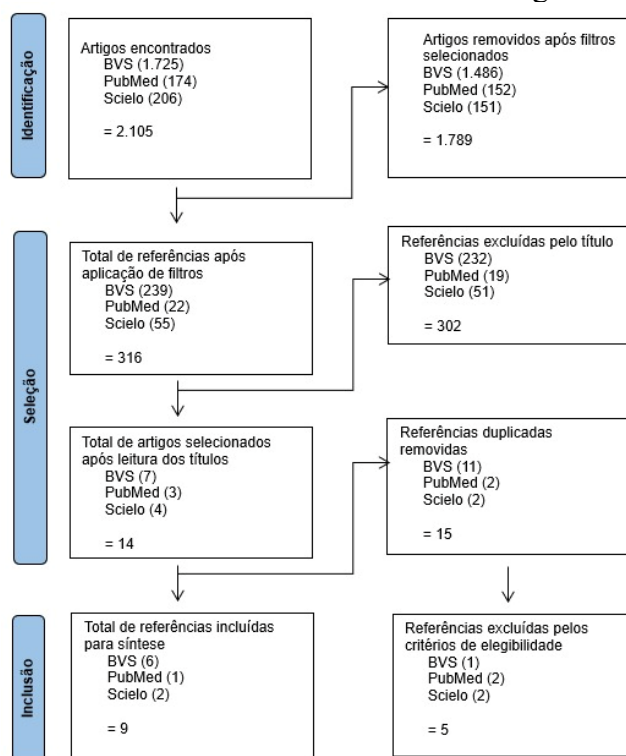 Identificação
Artigos encontrados
BVS (1.725)
PubMed (174)
Scielo (206)
= 2.105
Artigos removidos após filtros
selecionados
BVS (1.486)
PubMed (152)
Scielo (151)
= 1.789
Seleção
Total de referências após
aplicação de filtros
BVS (239)
PubMed (22)
Scielo (55)
= 316
Referências excluídas pelo título
BVS (232)
PubMed (19)
Scielo (51)
= 302
Total de artigos selecionados
após leitura dos títulos
BVS (7)
PubMed (3)
Scielo (4)
= 14
Referências duplicadas
removidas
BVS (11)
PubMed (2)
Scielo (2)
= 15
Inclusão
Total de referências incluídas
para síntese
BVS (6)
PubMed (1)
Scielo (2)
= 9
Referências excluídas pelos
critérios de elegibilidade
BVS (1)
PubMed (2)
Scielo (2)
= 5